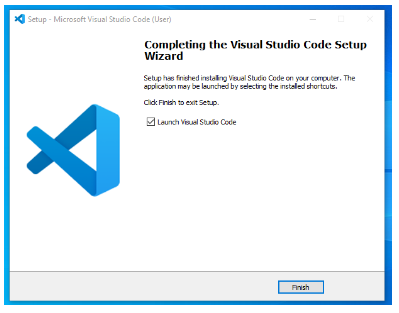 Setup - Microsoft Visual Studio Code (User)
Completing the Visual Studio Code Setup
Wizard
Setup has finished installing Visual Studio Code on your computer. The
application may be launched by selecting the installed shortcuts.
Click Finish to exit Setup.
Launch Visual Studio Code
Finish